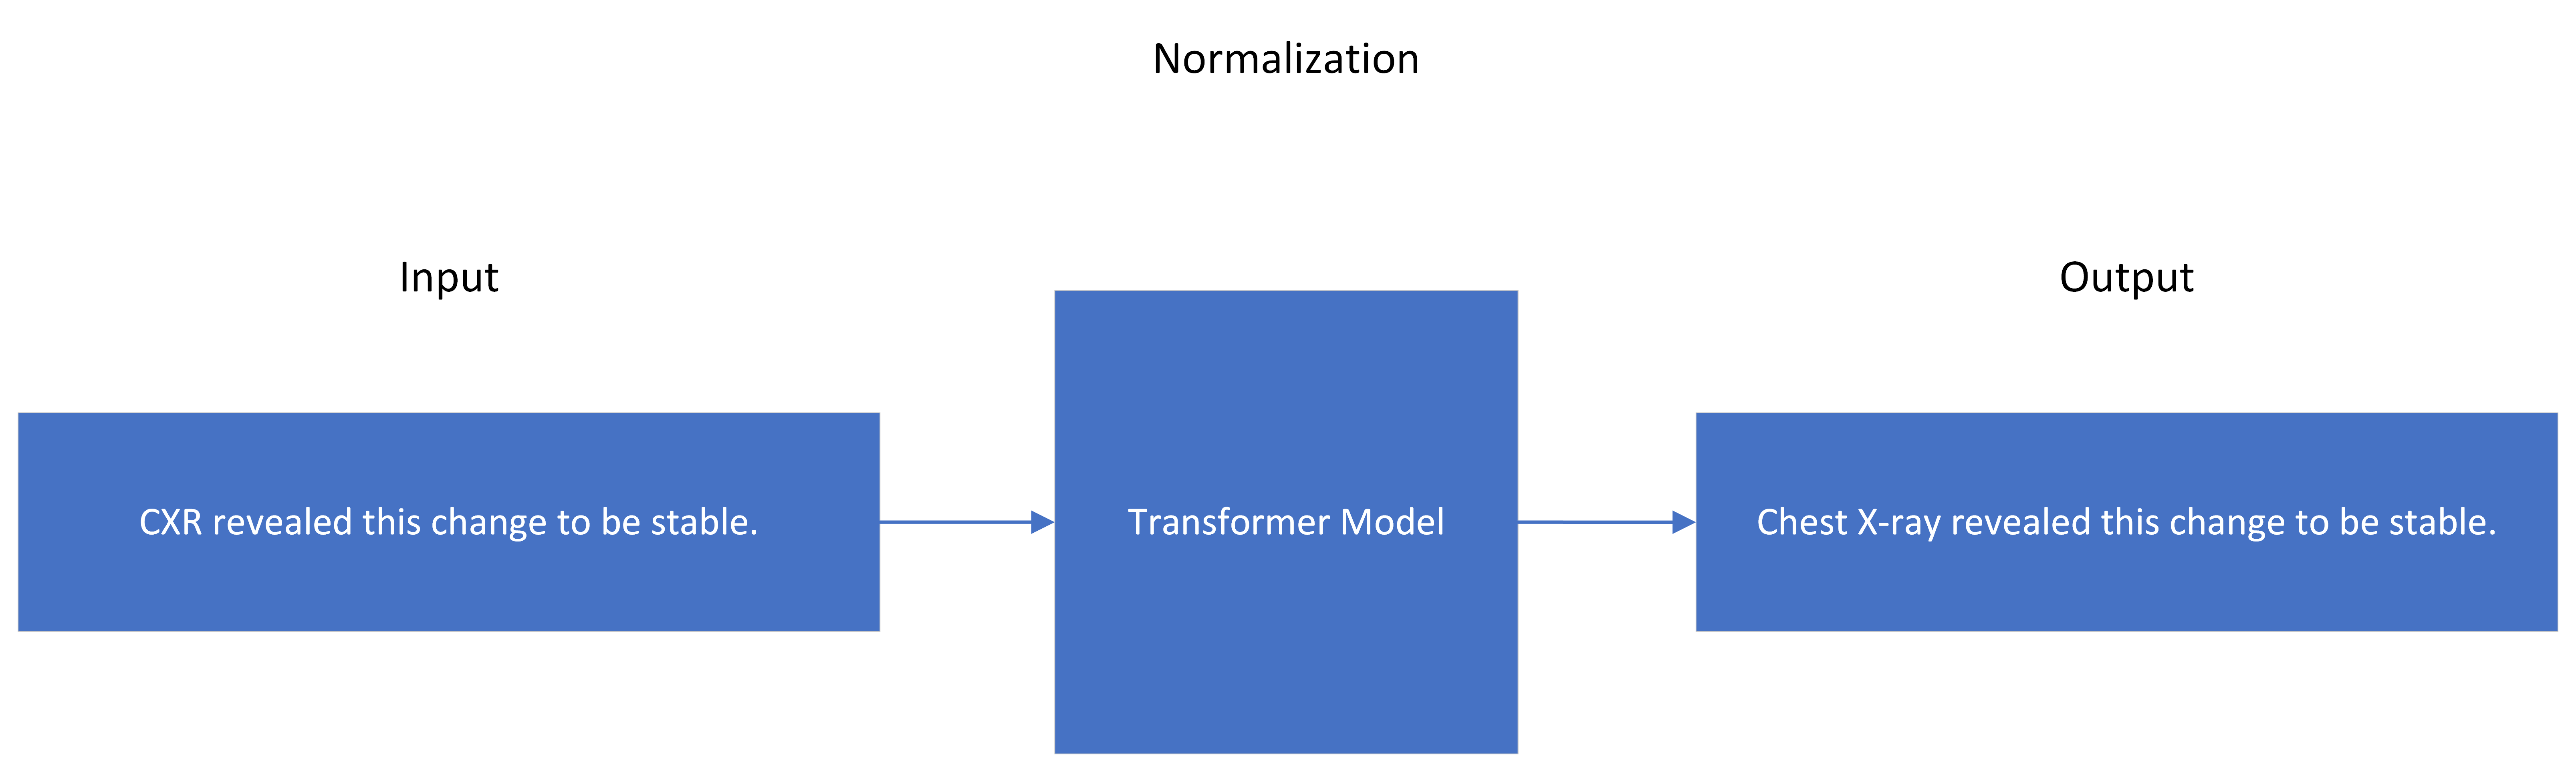 Normalization
Input
Output
CXR revealed this change to be stable.
Transformer Model
Chest X-ray revealed this change to be stable.